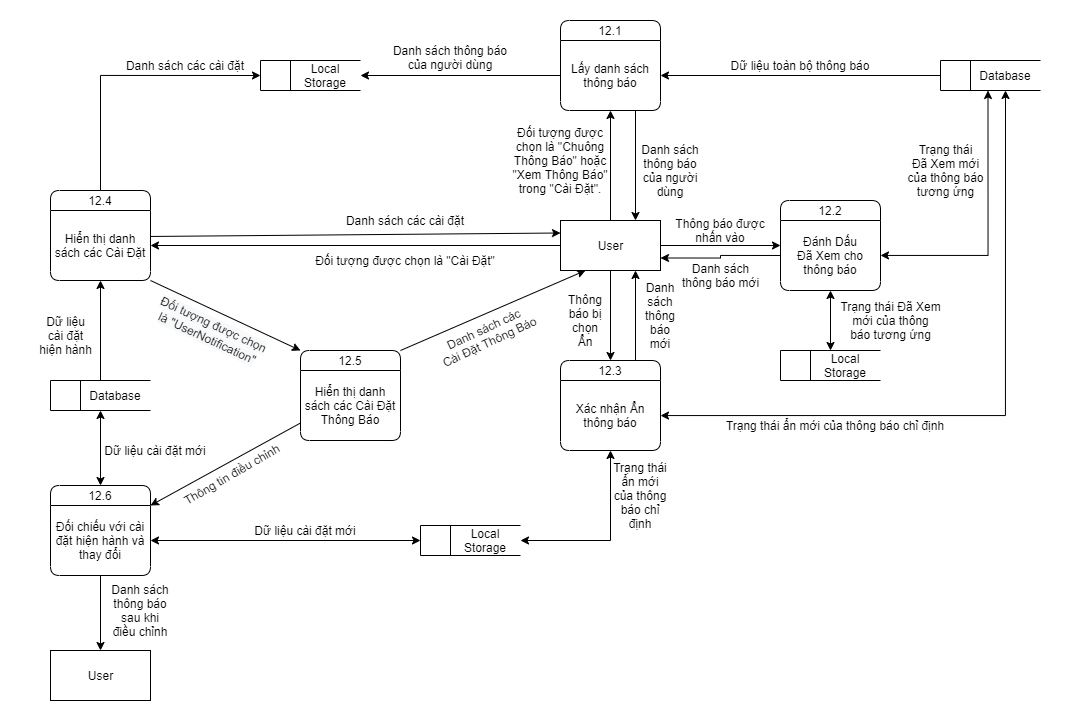 12.1
Lấy danh sách
thông báo
Danh sách các cài đặt
Local
Storage
Danh sách thông báo
của người dùng
Dữ liệu toàn bộ thông báo
Database
Đối tượng được
chọn là "Chuông
Thông Báo" hoặc
"Xem Thông Báo"
trong "Cài Đặt".
Danh sách
thông báo
của người
dùng
Trạng thái
Đã Xem mới
của thông báo
tương ứng
12.4
Hiển thị danh
sách các Cài Đặt
Danh sách các cài đặt
Đối tượng được chọn là "Cài Đặt"
User
Thông báo được
nhấn vào
Danh sách
thông báo mới
12.2
Đánh Dấu
Đã Xem cho
thông báo
Đối tượng được chọn
là "UserNotification"
Danh sách các
Cài Đặt Thông Báo
Thông
báo bị
chọn
Ẩn
Danh
sách
thông
báo
mới
Trạng thái Đã Xem
mới của thông
báo tương ứng
Local
Storage
Dữ liệu
cài đặt
hiện hành
Database
12.5
Hiển thị danh
sách các Cài Đặt
Thông Báo
12.3
Xác nhận Ẩn
thông báo
Trạng thái ẩn mới của thông báo chỉ định
Dữ liệu cài đặt mới
Thông tin điều chỉnh
Trạng thái
ẩn mới
của thông
báo chỉ
định
12.6
Đối chiếu với cài
đặt hiện hành và
thay đổi
Dữ liệu cài đặt mới
Local
Storage
Danh sách
thông báo
sau khi
điều chỉnh
User